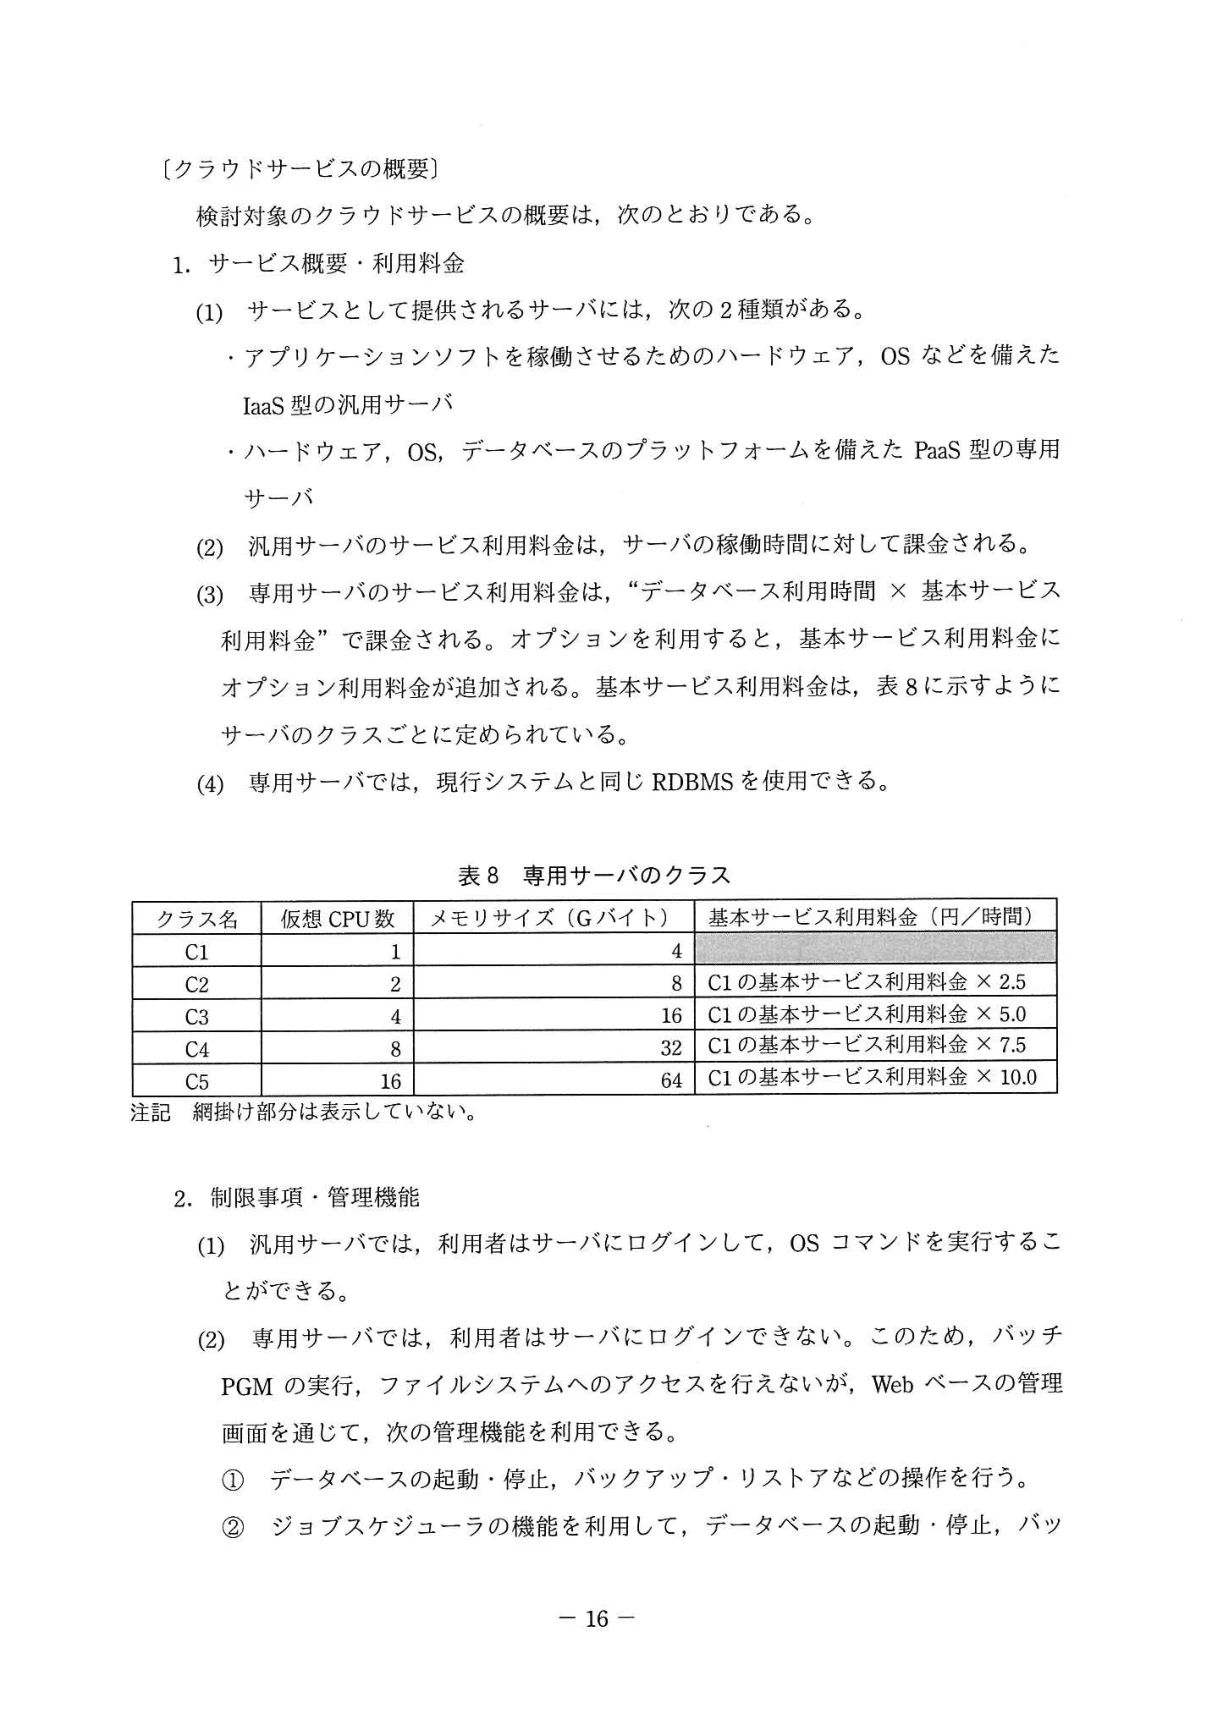 〔クラウドサービスの概要〕
検討対象のクラウドサービスの概要は，次のとおりである。
1．サービス概要・利用料金
(1) サービスとして提供されるサーバには，次の2種類がある。
・アプリケーションソフトを稼働させるためのハードウェア，OS などを備えた
IaaS 型の汎用サーバ
・ハードウェア，OS，データベースのプラットフォームを備えた PaaS 型の専用
サーバ
(2) 汎用サーバのサービス利用料金は，サーバの稼働時間に対して課金される。
(3) 専用サーバのサービス利用料金は，“データベース利用時間 × 基本サービス
利用料金”で課金される。オプションを利用すると，基本サービス利用料金に
オプション利用料金が追加される。基本サービス利用料金は，表8に示すように
サーバのクラスごとに定められている。
(4) 専用サーバでは，現行システムと同じ RDBMS を使用できる。
表8 専用サーバのクラス
クラス名 仮想 CPU 数 メモリサイズ（G バイト） 基本サービス利用料金（円／時間）
C1 1 4
C2 2 8 C1 の基本サービス利用料金 × 2.5
C3 4 16 C1 の基本サービス利用料金 × 5.0
C4 8 32 C1 の基本サービス利用料金 × 7.5
C5 16 64 C1 の基本サービス利用料金 × 10.0
注記 網掛け部分は表示していない。
2．制限事項・管理機能
(1) 汎用サーバでは，利用者はサーバにログインして，OS コマンドを実行するこ
とができる。
(2) 専用サーバでは，利用者はサーバにログインできない。このため，バッチ
PGM の実行，ファイルシステムへのアクセスを行えないが，Web ベースの管理
画面を通じて，次の管理機能を利用できる。
① データベースの起動・停止，バックアップ・リストアなどの操作を行う。
② ジョブスケジューラの機能を利用して，データベースの起動・停止，バッ
－ 16 －